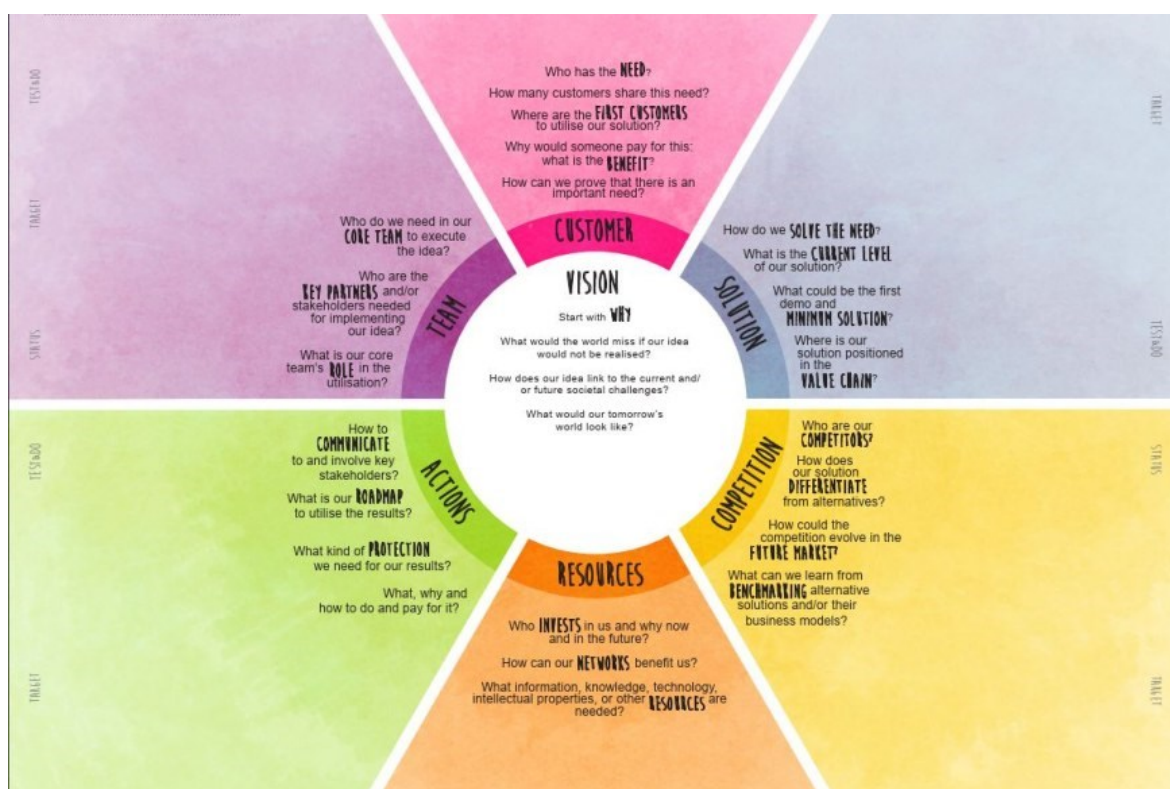 TEST&DO
TARGET
STATUS
Who has the NEED?
How many customers share this need?
Where are the FIRST CUSTOMERS
to utilise our solution?
Why would someone pay for this:
what is the BENEFIT?
How can we prove that there is an
important need?
CUSTOMER
TARGET
TEST&DO
How do we SOLVE THE NEED?
What is the CURRENT LEVEL
of our solution?
What could be the first
demo and
MINIMUM SOLUTION?
Where is our
solution positioned
in the
VALUE CHAIN?
SOLUTION
Who do we need in our
CORE TEAM to execute
the idea?
Who are the
KEY PARTNERS and/or
stakeholders needed
for implementing
our idea?
What is our core
team's ROLE in the
utilisation?
TEAM
VISION
Start with WHY
What would the world miss if our idea
would not be realised?
How does our idea link to the current and/
or future societal challenges?
What would our tomorrow's
world look like?
TEST&DO
TARGET
How to
COMMUNICATE
to and involve key
stakeholders?
What is our ROADMAP
to utilise the results?
What kind of PROTECTION
we need for our results?
What, why and
how to do and pay for it?
ACTIONS
COMPETITION
Who are our
COMPETITORS?
How does
our solution
DIFFERENTIATE
from alternatives?
How could the
competition evolve in the
FUTURE MARKET?
What can we learn from
BENCHMARKING alternative
solutions and/or their
business models?
STATUS
TARGET
RESOURCES
Who INVESTS in us and why now
and in the future?
How can our NETWORKS benefit us?
What information, knowledge, technology,
intellectual properties, or other RESOURCES are
needed?